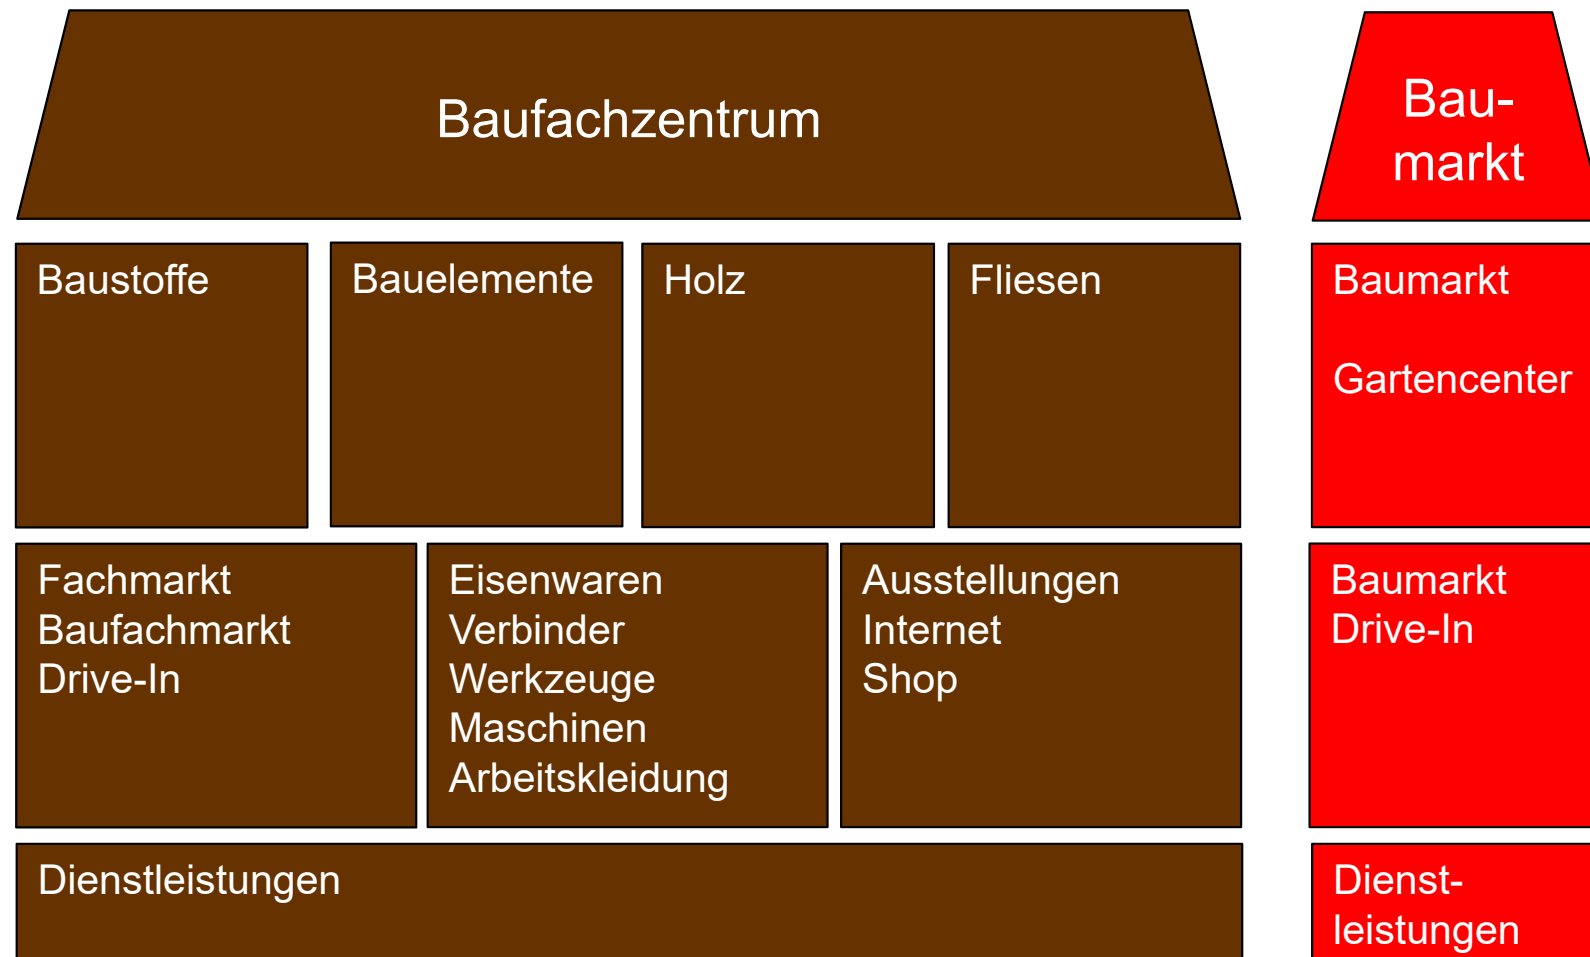 Baufachzentrum
Bau-
markt
Baustoffe
Bauelemente
Holz
Fliesen
Baumarkt
Gartencenter
Fachmarkt
Baufachmarkt
Drive-In
Eisenwaren
Verbinder
Werkzeuge
Maschinen
Arbeitskleidung
Ausstellungen
Internet
Shop
Baumarkt
Drive-In
Dienstleistungen
Dienst-
leistungen